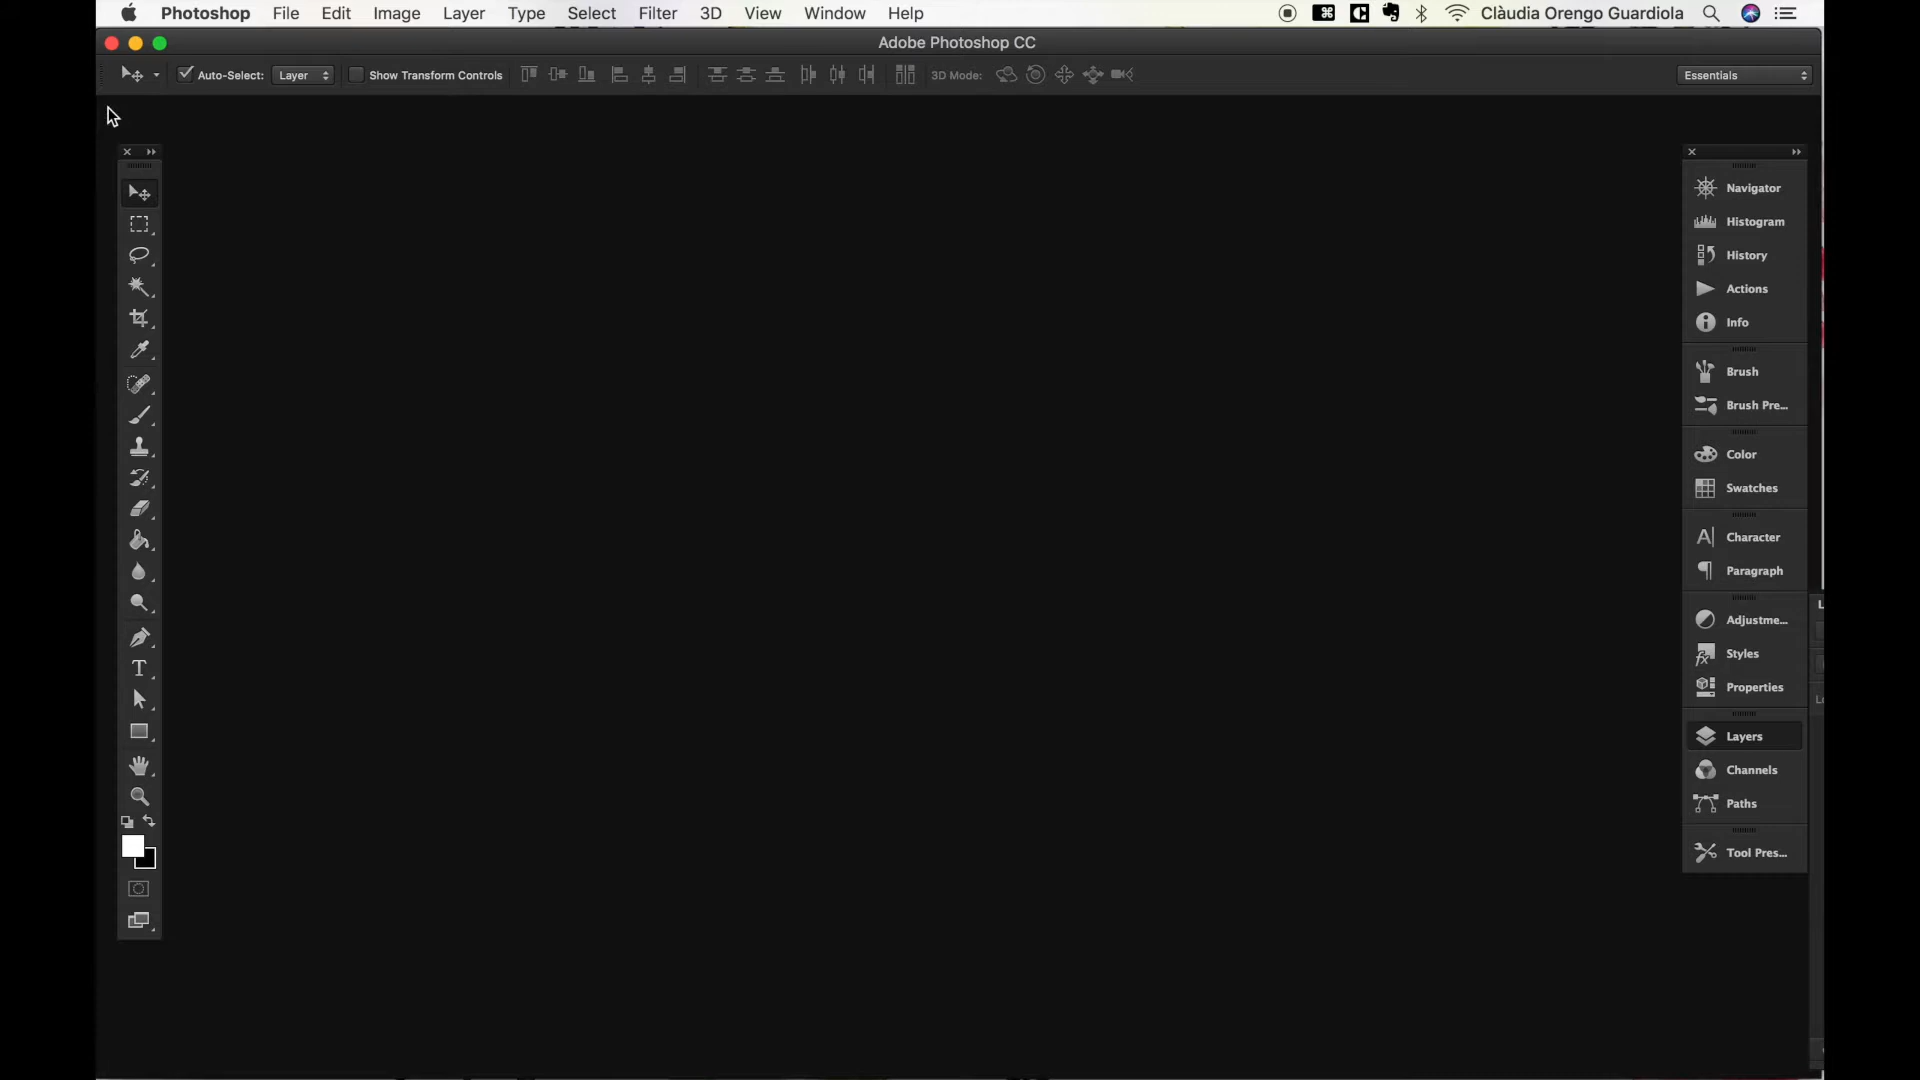 Photoshop File Edit Image Layer Type Select Filter 3D View Window Help Clàudia Orengo Guardiola
Adobe Photoshop CC
Auto-Select: Layer Show Transform Controls 3D Mode: Essentials
Navigator
Histogram
History
Actions
Info
Brush
Brush Pre...
Color
Swatches
Character
Paragraph
Adjustme...
Styles
Properties
Layers
Channels
Paths
Tool Pres...